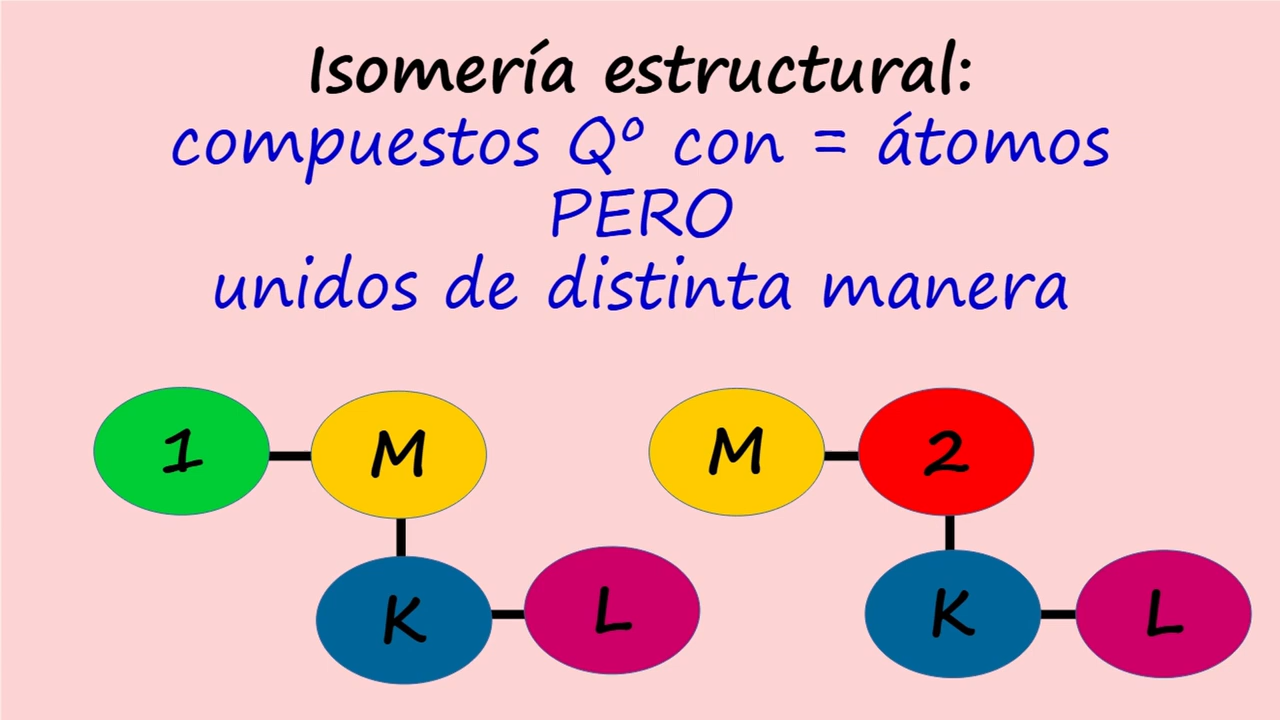 Isomería estructural:
compuestos Qº con = átomos
PERO
unidos de distinta manera
1 M M 2
K L K L